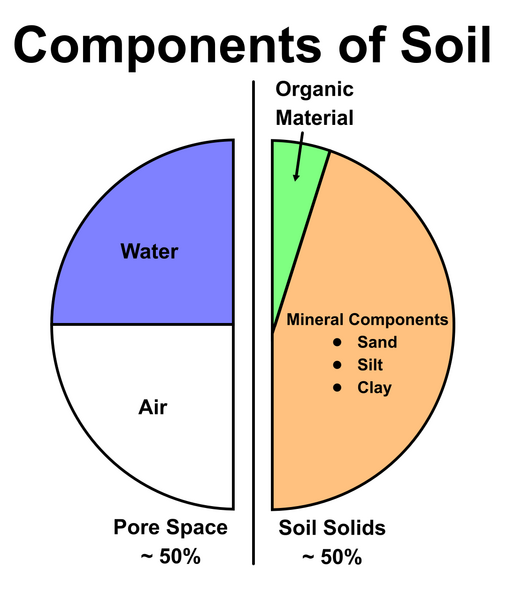 Components of Soil
Organic
Material
Water
Air
Mineral Components
● Sand
● Silt
● Clay
Pore Space
~ 50%
Soil Solids
~ 50%